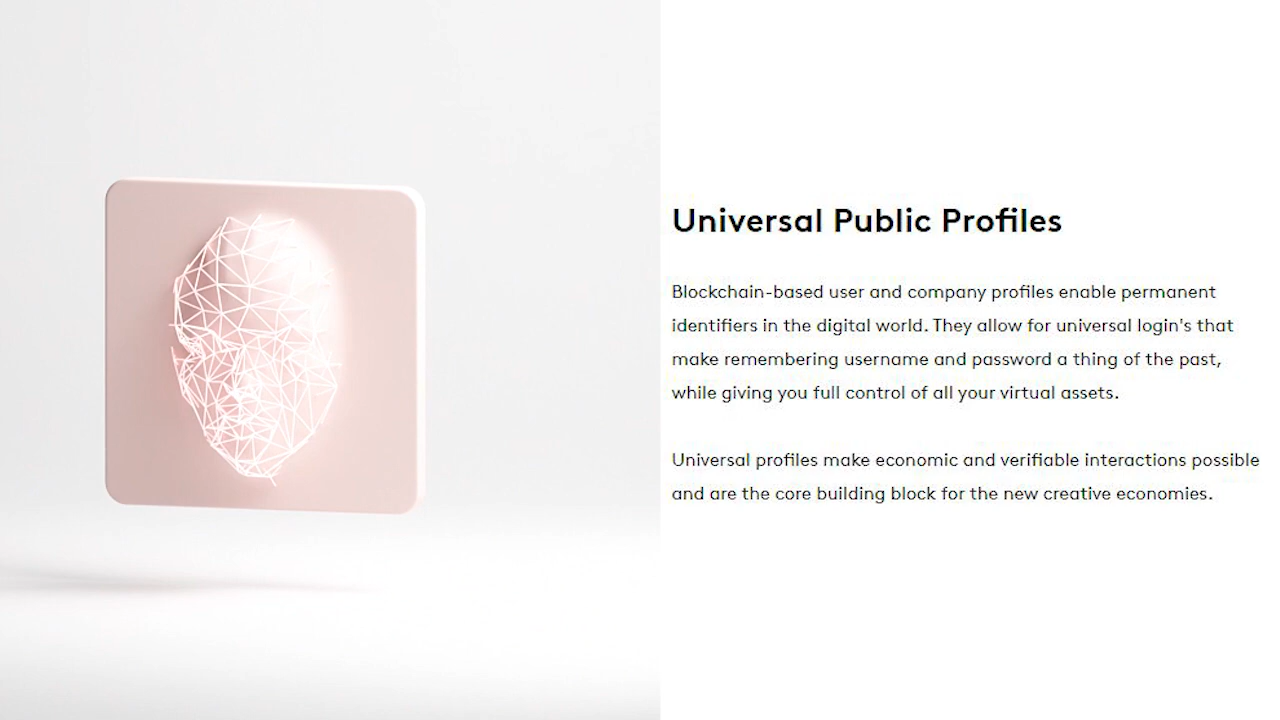 Universal Public Profiles
Blockchain-based user and company profiles enable permanent
identifiers in the digital world. They allow for universal login's that
make remembering username and password a thing of the past,
while giving you full control of all your virtual assets.
Universal profiles make economic and verifiable interactions possible
and are the core building block for the new creative economies.